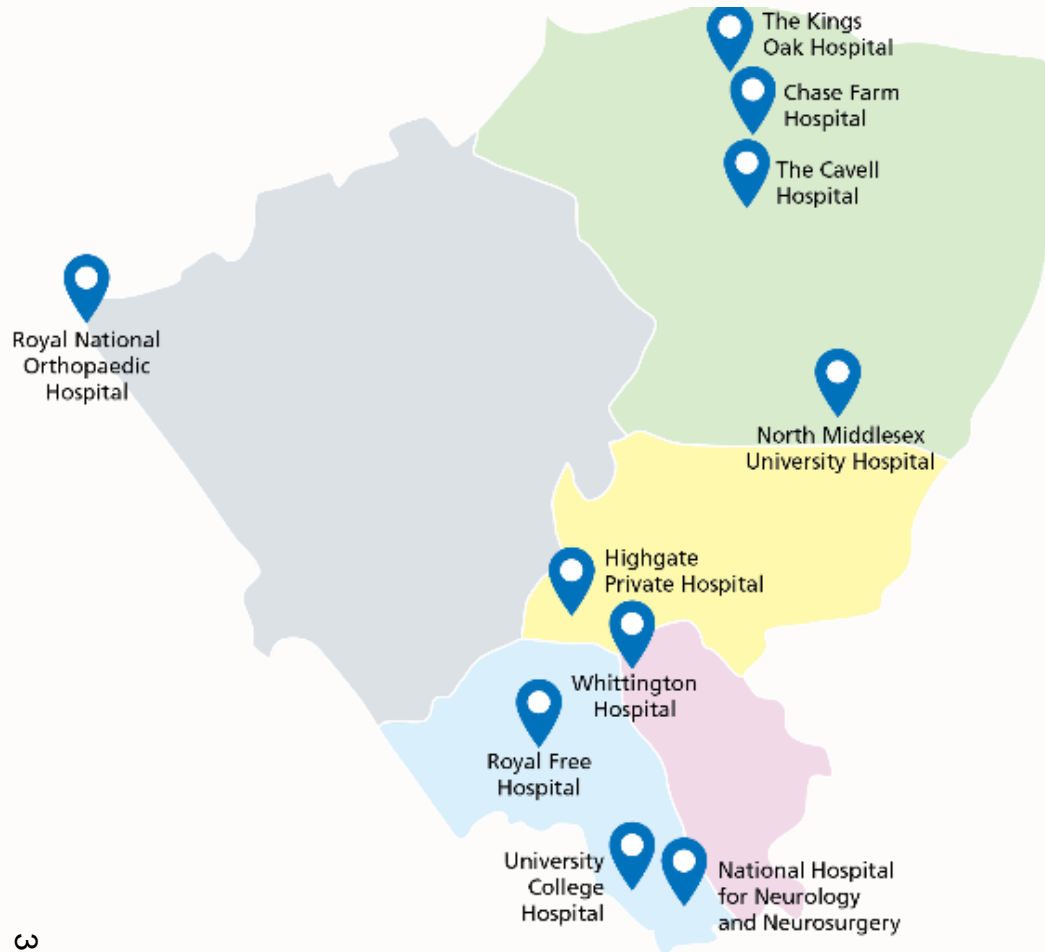 The Kings
Oak Hospital
Chase Farm
Hospital
The Cavell
Hospital
Royal National
Orthopaedic
Hospital
North Middlesex
University Hospital
Highgate
Private Hospital
Whittington
Hospital
Royal Free
Hospital
University
College
Hospital
National Hospital
for Neurology
and Neurosurgery
3